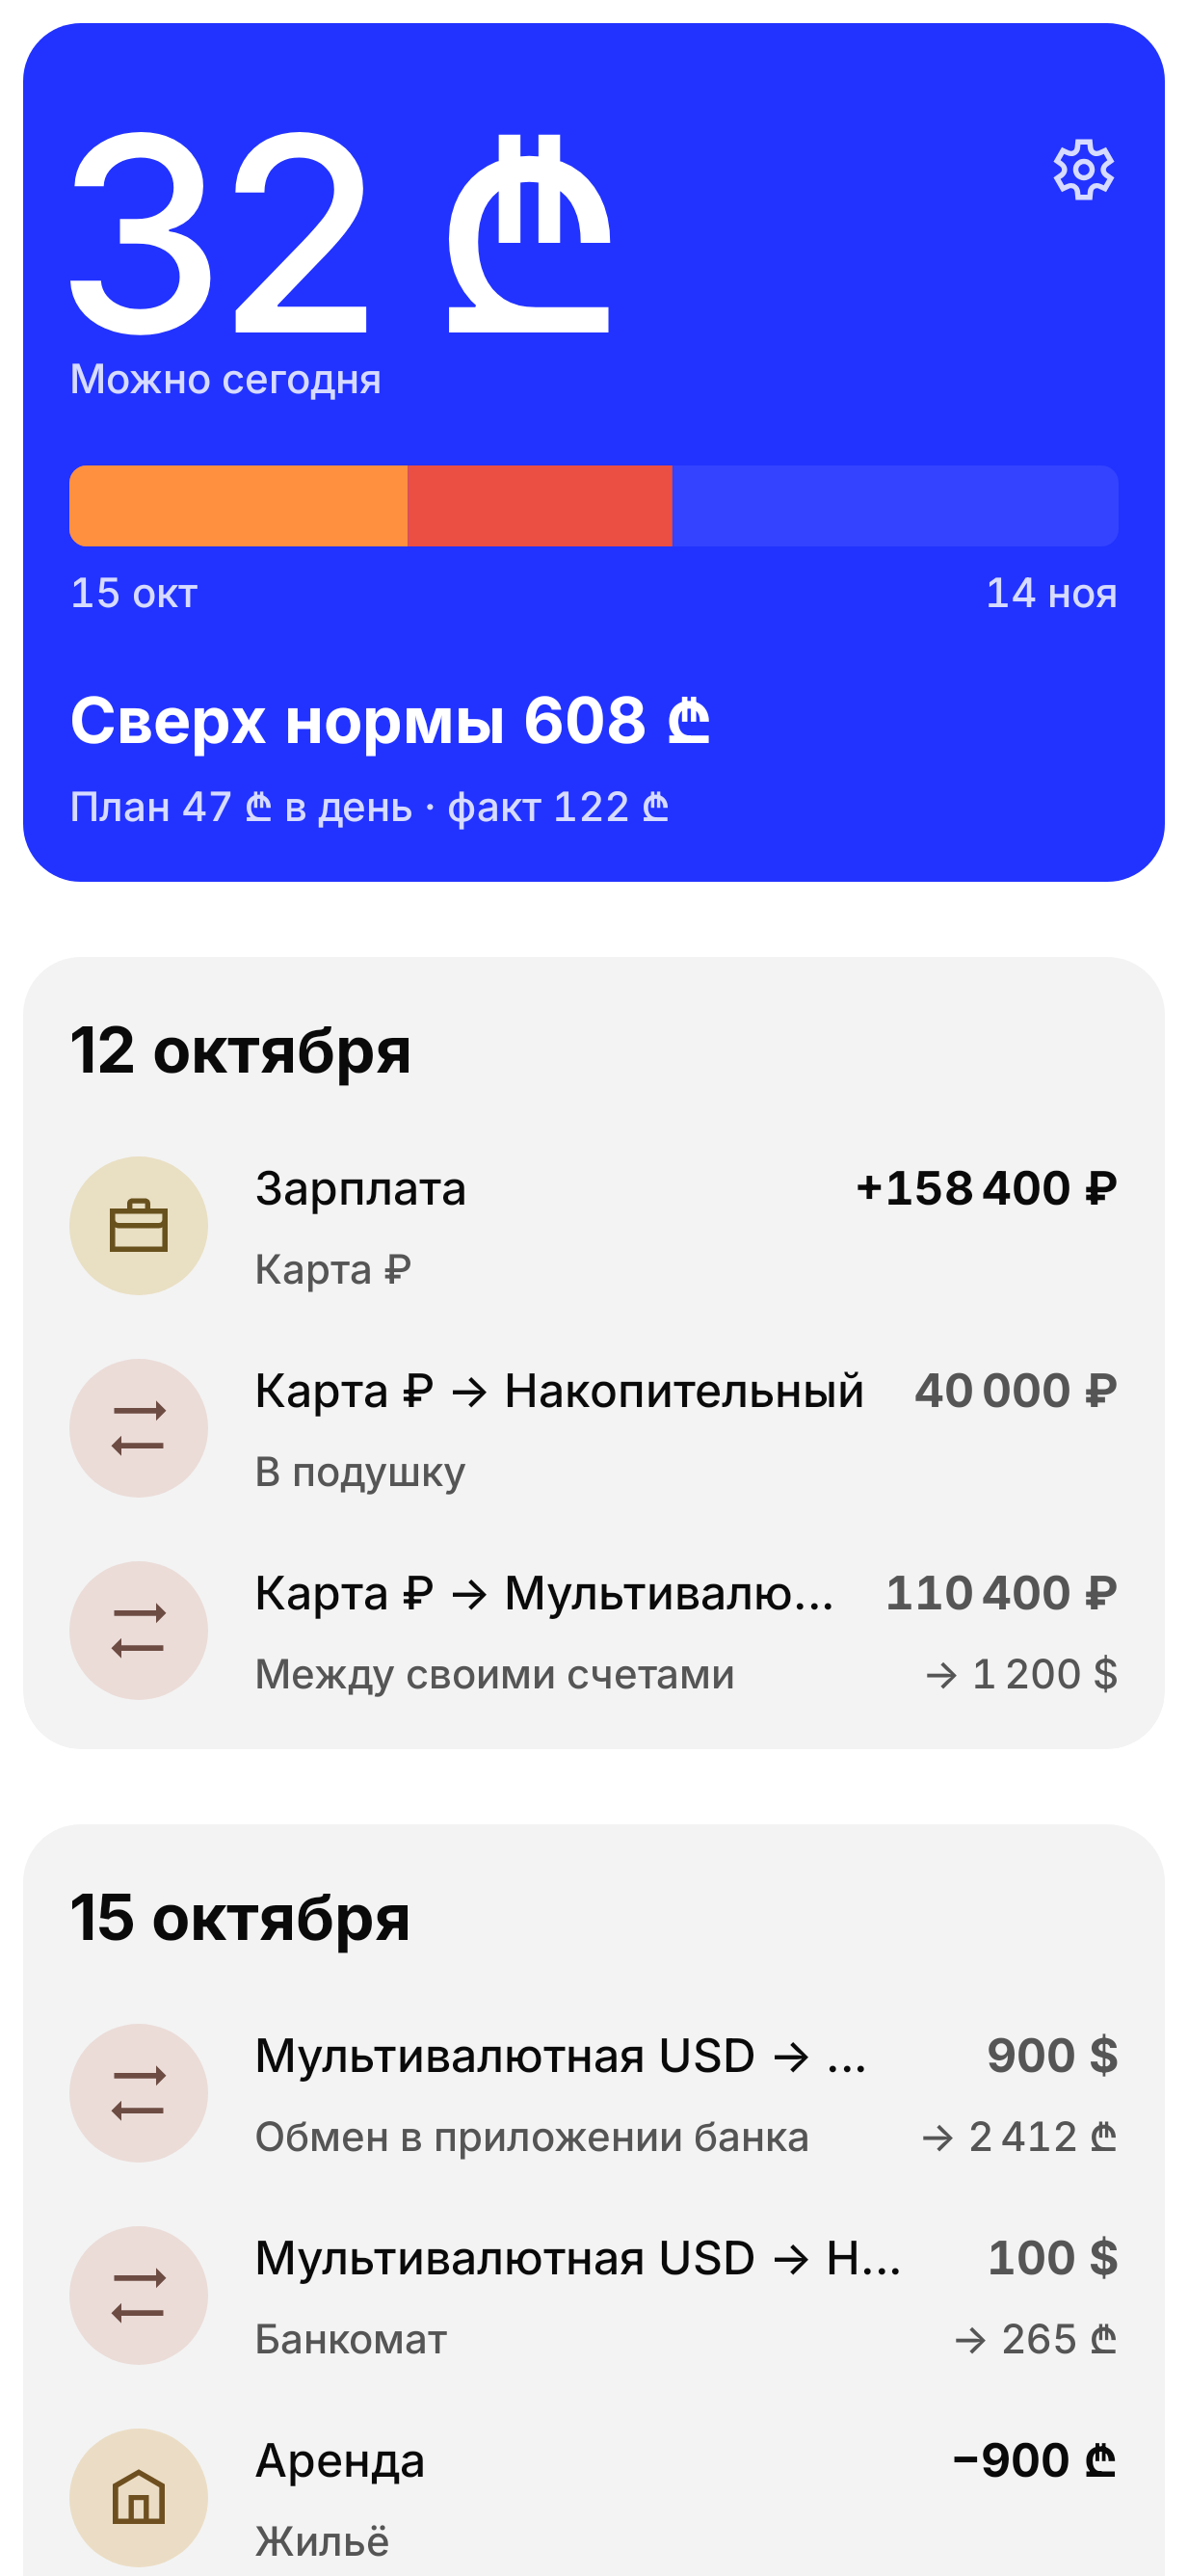 32 ₾
Можно сегодня
15 окт 14 ноя
Сверх нормы 608 ₾
План 47 ₾ в день · факт 122 ₾
12 октября
Зарплата +158 400 ₽
Карта ₽
Карта ₽ → Накопительный 40 000 ₽
В подушку
Карта ₽ → Мультивалю... 110 400 ₽
Между своими счетами → 1 200 $
15 октября
Мультивалютная USD → ... 900 $
Обмен в приложении банка → 2 412 ₾
Мультивалютная USD → Н... 100 $
Банкомат → 265 ₾
Аренда −900 ₾
Жильё